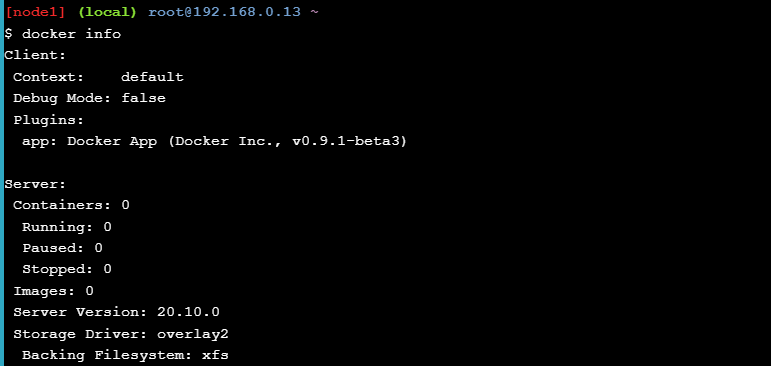 [node1] (local) root@192.168.0.13 ~
$ docker info
Client:
 Context:    default
 Debug Mode: false
 Plugins:
  app: Docker App (Docker Inc., v0.9.1-beta3)

Server:
 Containers: 0
  Running: 0
  Paused: 0
  Stopped: 0
 Images: 0
 Server Version: 20.10.0
 Storage Driver: overlay2
  Backing Filesystem: xfs